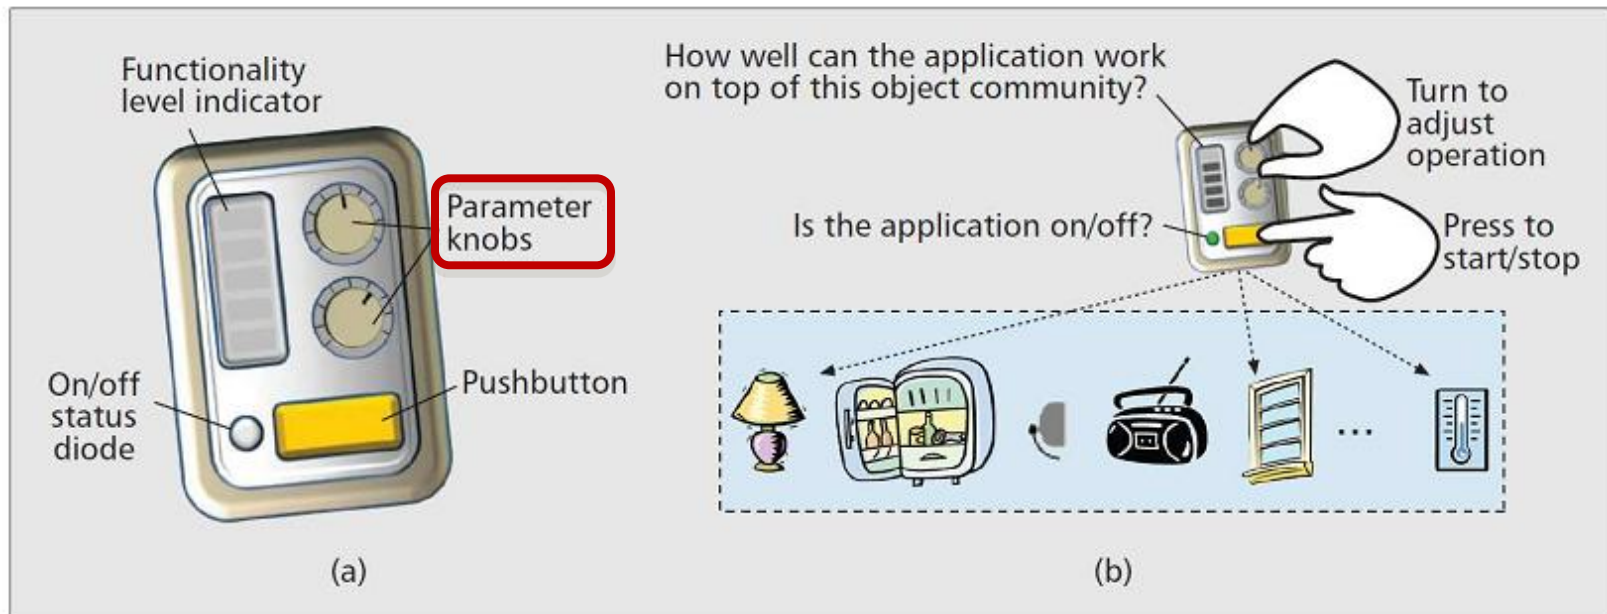 Functionality
level indicator
Parameter
knobs
On/off
status
diode
Pushbutton
(a)
How well can the application work
on top of this object community?
Turn to
adjust
operation
Is the application on/off?
Press to
start/stop
...
(b)